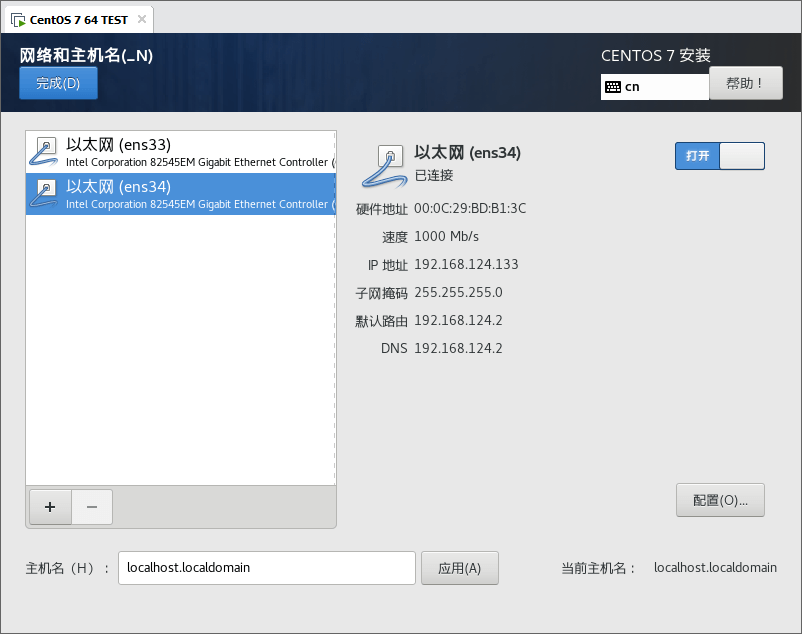 CentOS 7 64 TEST
网络和主机名(_N)
CENTOS 7 安装
完成(D)
cn
帮助！
以太网 (ens33)
Intel Corporation 82545EM Gigabit Ethernet Controller (
以太网 (ens34)
Intel Corporation 82545EM Gigabit Ethernet Controller (
以太网 (ens34)
已连接
打开
硬件地址 00:0C:29:BD:B1:3C
速度 1000 Mb/s
IP 地址 192.168.124.133
子网掩码 255.255.255.0
默认路由 192.168.124.2
DNS 192.168.124.2
+ −
配置(O)...
主机名（H）： localhost.localdomain 应用(A) 当前主机名： localhost.localdomain